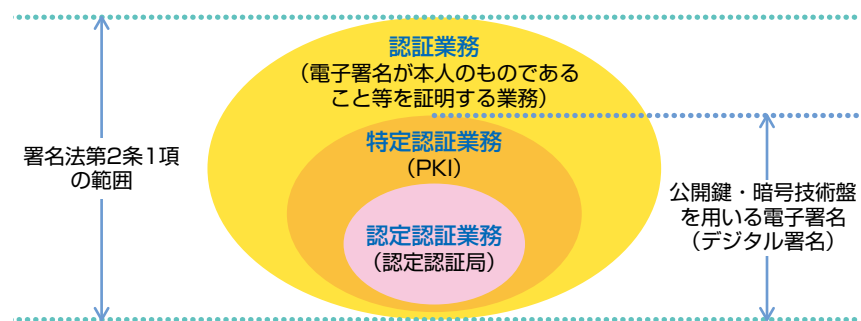 認証業務
（電子署名が本人のものである
こと等を証明する業務）
特定認証業務
（PKI）
認定認証業務
（認定認証局）
署名法第2条1項
の範囲
公開鍵・暗号技術盤
を用いる電子署名
（デジタル署名）